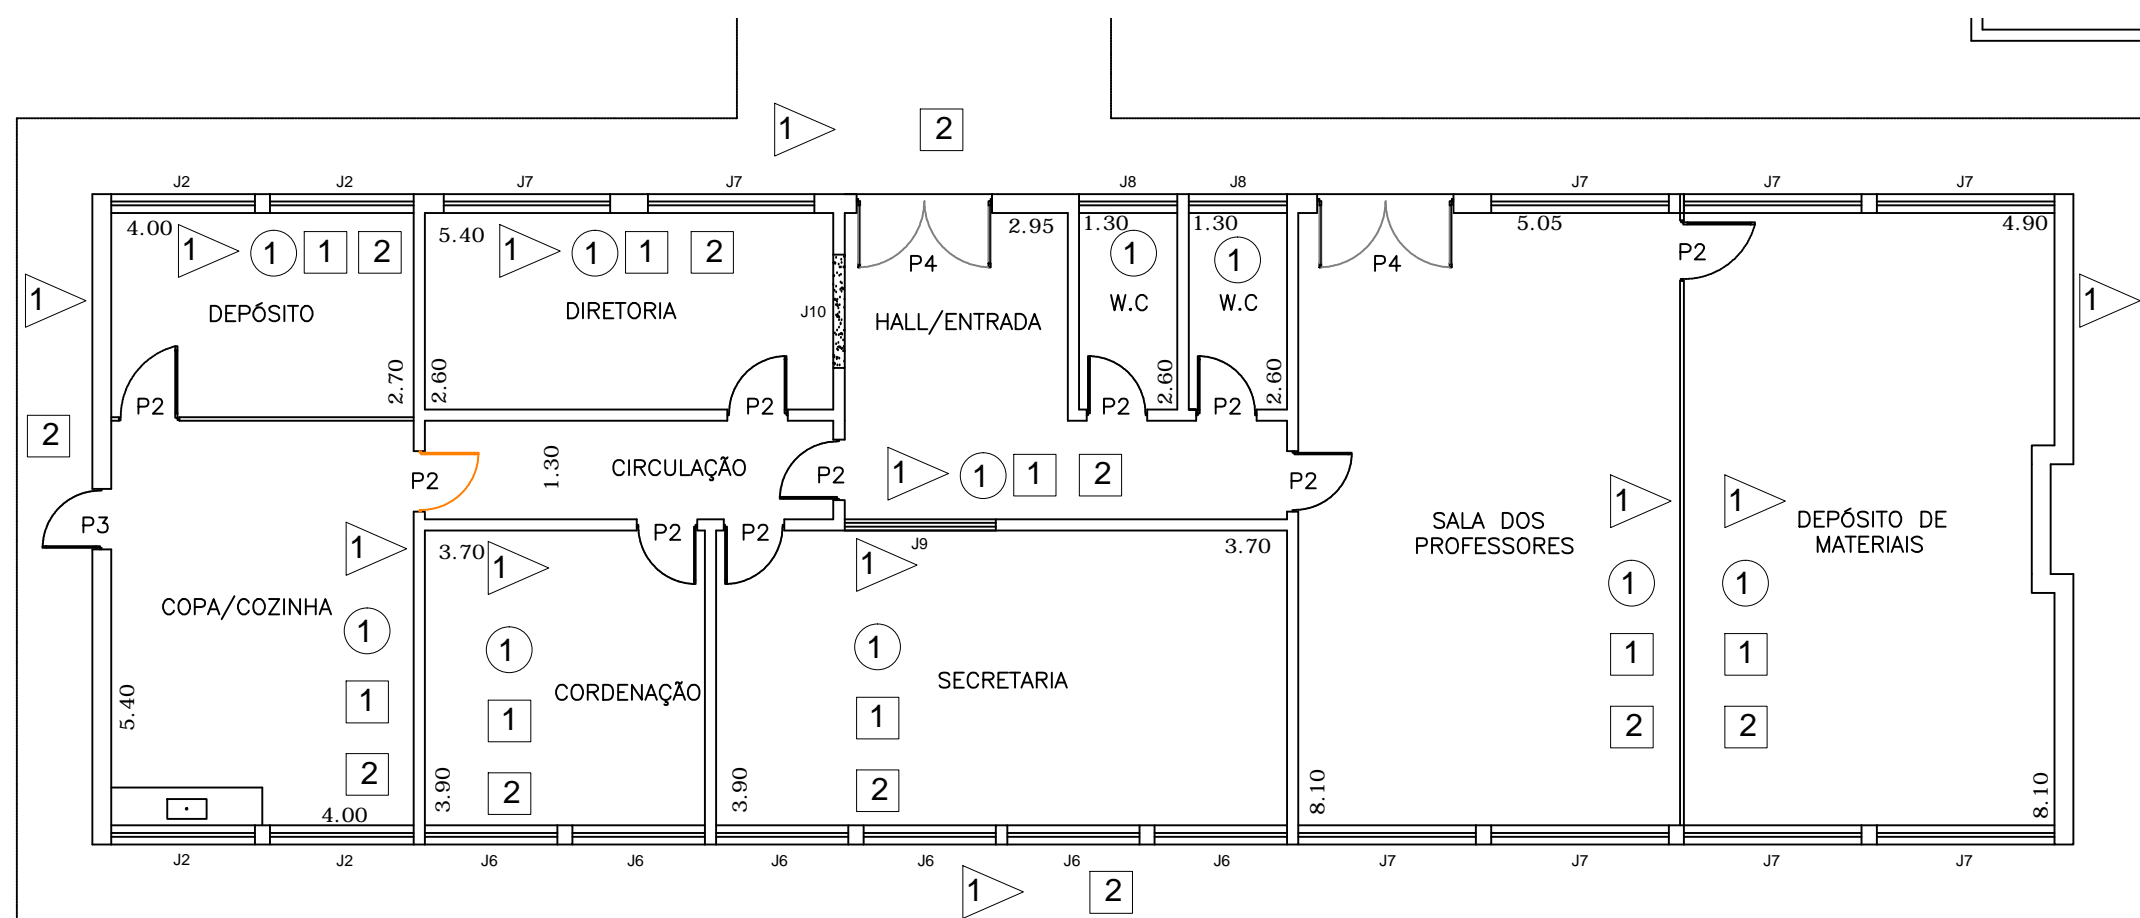 1 2
J2 J2 J7 J7 J8 J8 J7 J7 J7
4.00 5.40 2.95 1.30 1.30 5.05 4.90
1 1 1 2 1 1 1 2 P4 1 1 P4 P2
1 DEPÓSITO DIRETORIA J10 HALL/ENTRADA W.C W.C 1
2.70 2.60 2.60 2.60
2 P2 P2 P2 P2
1.30 CIRCULAÇÃO P2 P2 1 1 1 2 P2
P3 1 1 SALA DOS DEPÓSITO DE
PROFESSORES MATERIAIS
3.70 P2 P2 J9 3.70
1 1 1
COPA/COZINHA 1 1 1 1 1
5.40 1 CORDENAÇÃO 1 SECRETARIA 1 1
1 2 2
2 2 2
4.00 3.90 3.90 8.10 8.10
J2 J2 J6 J6 J6 J6 J6 J6 J7 J7 J7 J7
1 2